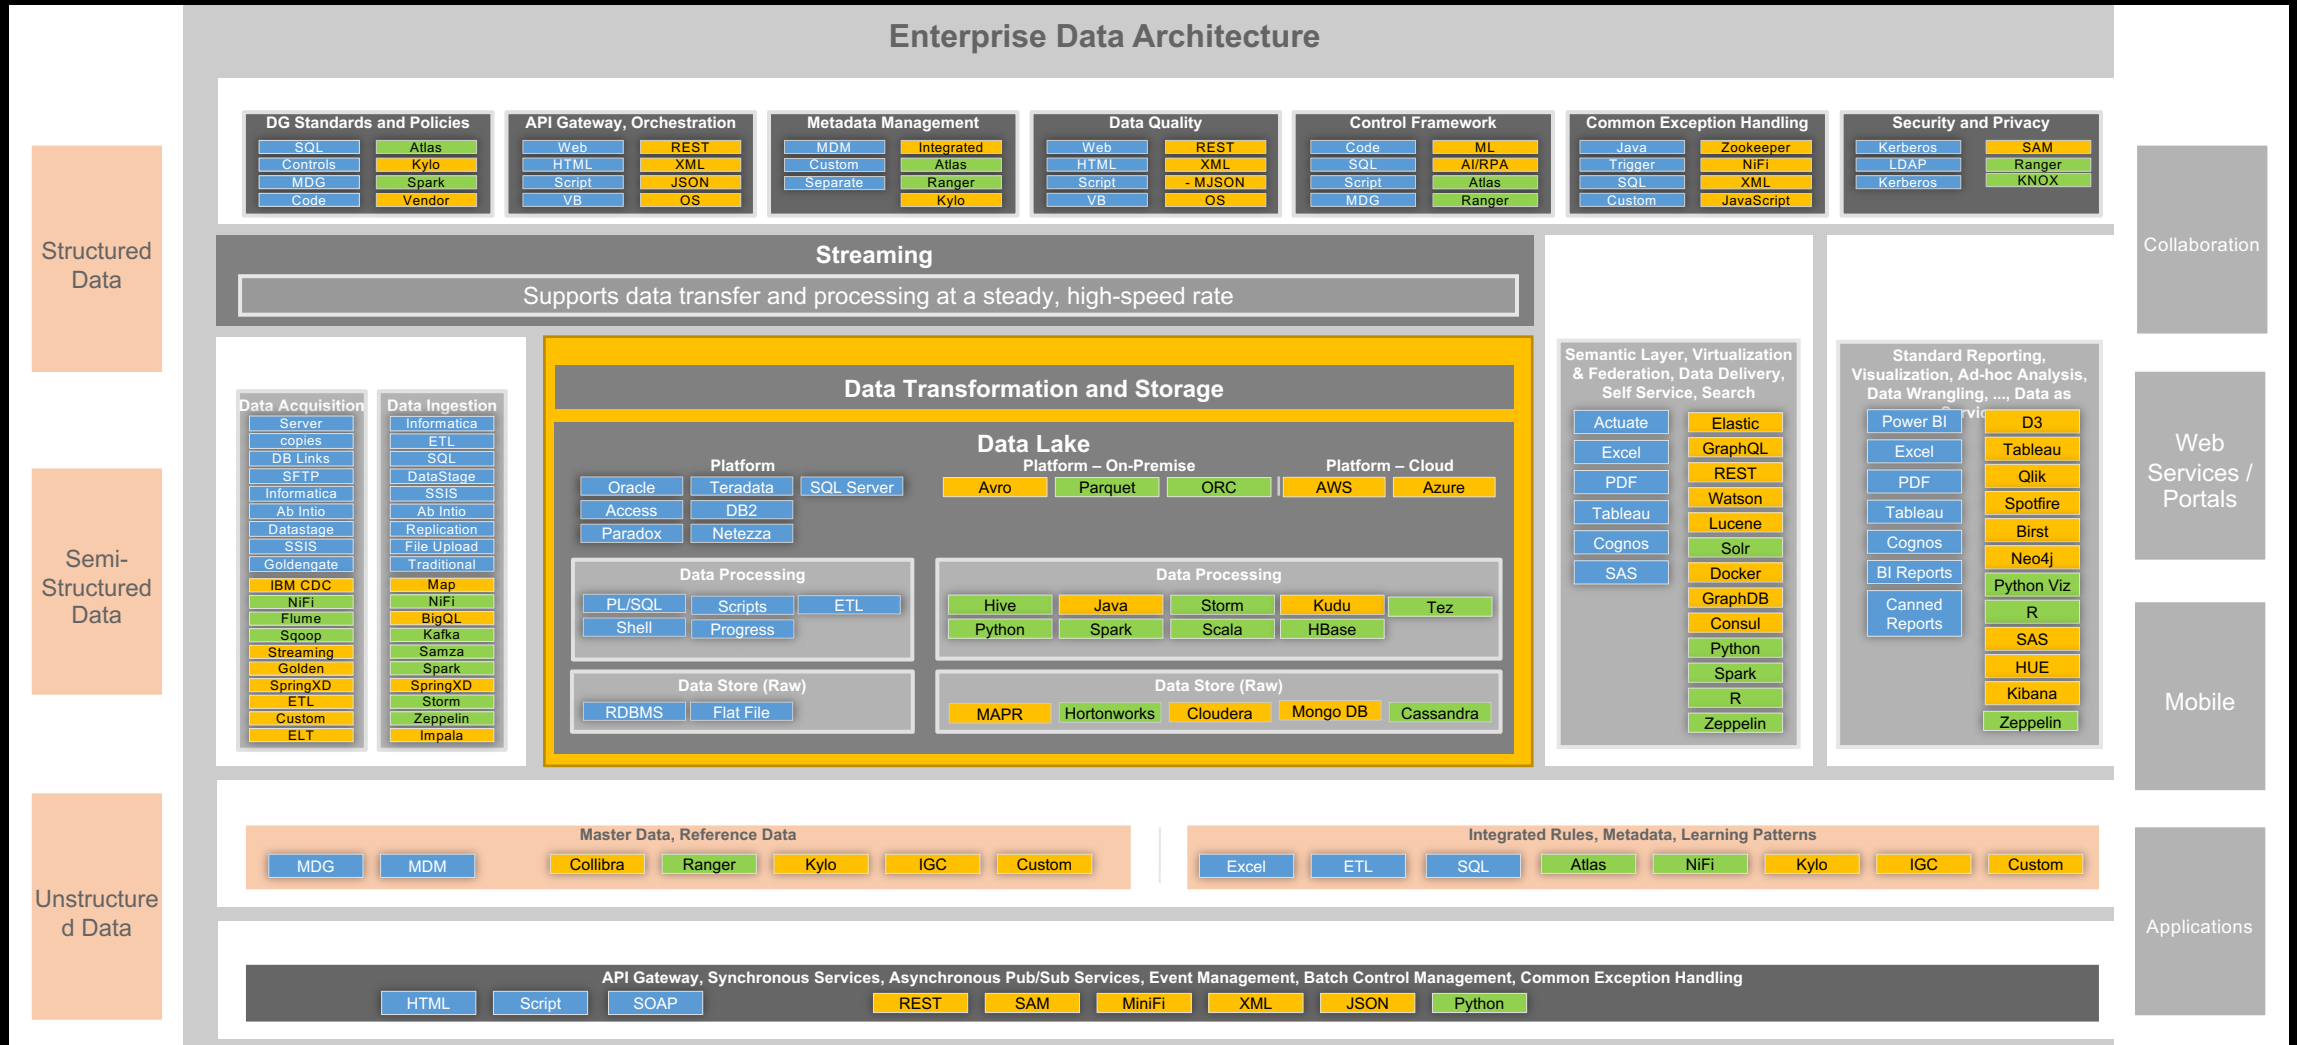 Enterprise Data Architecture
Structured
Data
Semi-
Structured
Data
Unstructure
d Data
DG Standards and Policies
SQL
Controls
MDG
Code
Atlas
Kylo
Spark
Vendor
API Gateway, Orchestration
Web
HTML
Script
VB
REST
XML
JSON
OS
Metadata Management
MDM
Custom
Separate
Integrated
Atlas
Ranger
Kylo
Data Quality
Web
HTML
Script
VB
REST
XML
- MJSON
OS
Control Framework
Code
SQL
Script
MDG
ML
AI/RPA
Atlas
Ranger
Common Exception Handling
Java
Trigger
SQL
Custom
Zookeeper
NiFi
XML
JavaScript
Security and Privacy
Kerberos
LDAP
Kerberos
SAM
Ranger
KNOX
Streaming
Supports data transfer and processing at a steady, high-speed rate
Data Acquisition
Server
copies
DB Links
SFTP
Informatica
Ab Intio
Datastage
SSIS
Goldengate
IBM CDC
NiFi
Flume
Sqoop
Streaming
Golden
SpringXD
ETL
Custom
ELT
Data Ingestion
Informatica
ETL
SQL
DataStage
SSIS
Ab Intio
Replication
File Upload
Traditional
Map
NiFi
BigQL
Kafka
Samza
Spark
SpringXD
Storm
Zeppelin
Impala
Data Transformation and Storage
Data Lake
Platform
Oracle
Teradata
SQL Server
Access
DB2
Paradox
Netezza
Platform – On-Premise
Avro
Parquet
ORC
Platform – Cloud
AWS
Azure
Data Processing
PL/SQL
Scripts
ETL
Shell
Progress
Data Processing
Hive
Java
Storm
Kudu
Tez
Python
Spark
Scala
HBase
Data Store (Raw)
RDBMS
Flat File
Data Store (Raw)
MAPR
Hortonworks
Cloudera
Mongo DB
Cassandra
Semantic Layer, Virtualization
& Federation, Data Delivery,
Self Service, Search
Actuate
Excel
PDF
Tableau
Cognos
SAS
Elastic
GraphQL
REST
Watson
Lucene
Solr
Docker
GraphDB
Consul
Python
Spark
R
Zeppelin
Standard Reporting,
Visualization, Ad-hoc Analysis,
Data Wrangling, ..., Data as
Power BI
Excel
PDF
Tableau
Cognos
BI Reports
Canned
Reports
D3
Tableau
Qlik
Spotfire
Birst
Neo4j
Python Viz
R
SAS
HUE
Kibana
Zeppelin
Master Data, Reference Data
MDG
MDM
Collibra
Ranger
Kylo
IGC
Custom
Integrated Rules, Metadata, Learning Patterns
Excel
ETL
SQL
Atlas
NiFi
Kylo
IGC
Custom
API Gateway, Synchronous Services, Asynchronous Pub/Sub Services, Event Management, Batch Control Management, Common Exception Handling
HTML
Script
SOAP
REST
SAM
MiniFi
XML
JSON
Python
Collaboration
Web
Services /
Portals
Mobile
Applications